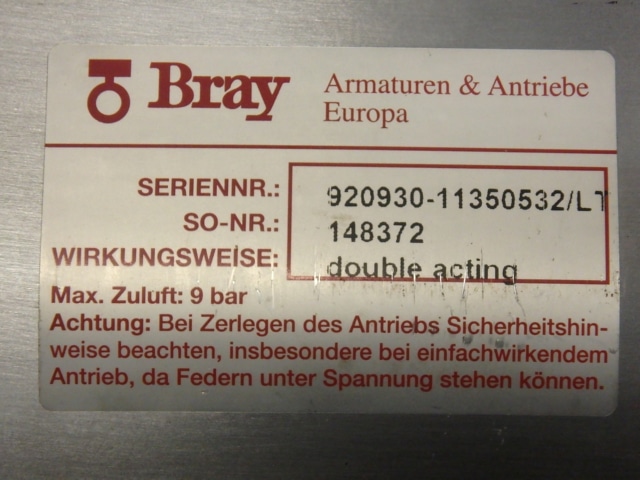 Bray Armaturen & Antriebe
Europa
SERIENNR.: 920930-11350532/LT
SO-NR.: 148372
WIRKUNGSWEISE: double acting
Max. Zuluft: 9 bar
Achtung: Bei Zerlegen des Antriebs Sicherheitshin-
weise beachten, insbesondere bei einfachwirkendem
Antrieb, da Federn unter Spannung stehen können.